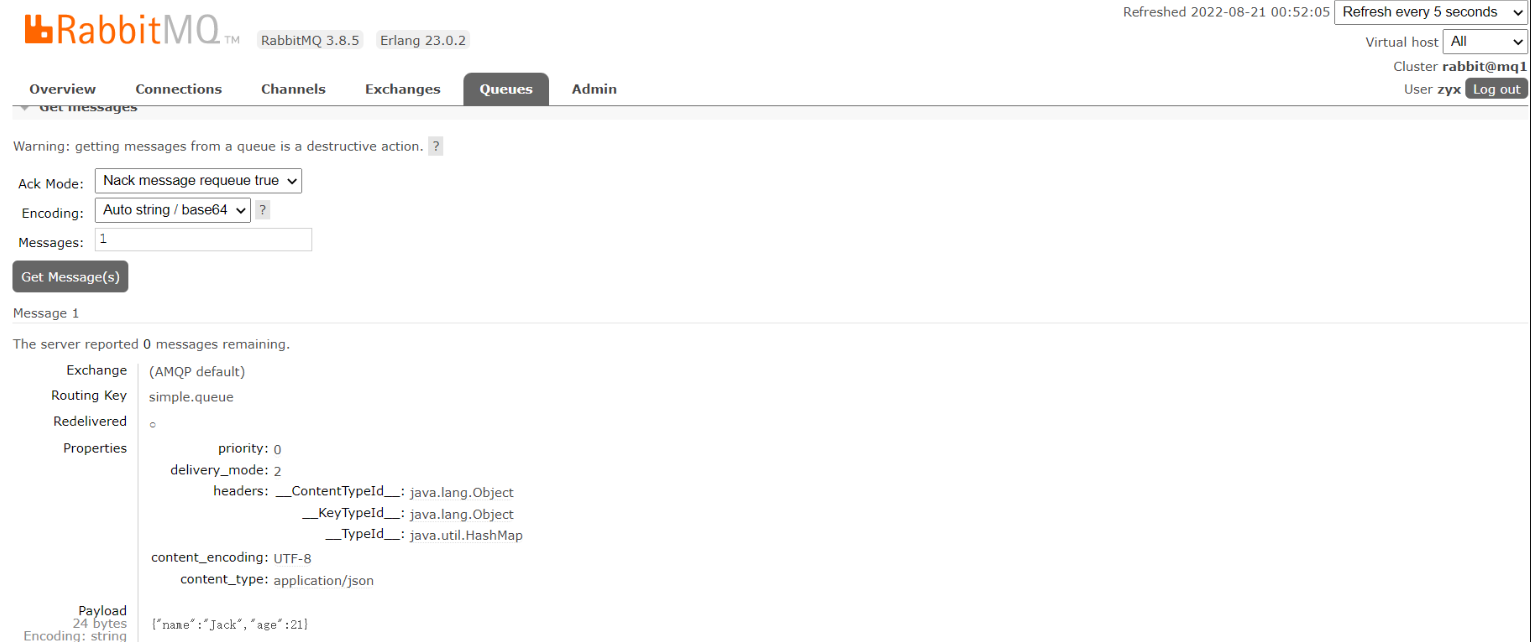 RabbitMQ TM RabbitMQ 3.8.5 Erlang 23.0.2
Refreshed 2022-08-21 00:52:05 Refresh every 5 seconds
Virtual host All
Cluster rabbit@mq1
User zyx Log out
Overview Connections Channels Exchanges Queues Admin
Get messages
Warning: getting messages from a queue is a destructive action. ?
Ack Mode: Nack message requeue true
Encoding: Auto string / base64 ?
Messages: 1
Get Message(s)
Message 1
The server reported 0 messages remaining.
Exchange (AMQP default)
Routing Key simple.queue
Redelivered ○
Properties priority: 0
delivery_mode: 2
headers: __ContentTypeId__: java.lang.Object
__KeyTypeId__: java.lang.Object
__TypeId__: java.util.HashMap
content_encoding: UTF-8
content_type: application/json
Payload
24 bytes {"name":"Jack","age":21}
Encoding: string